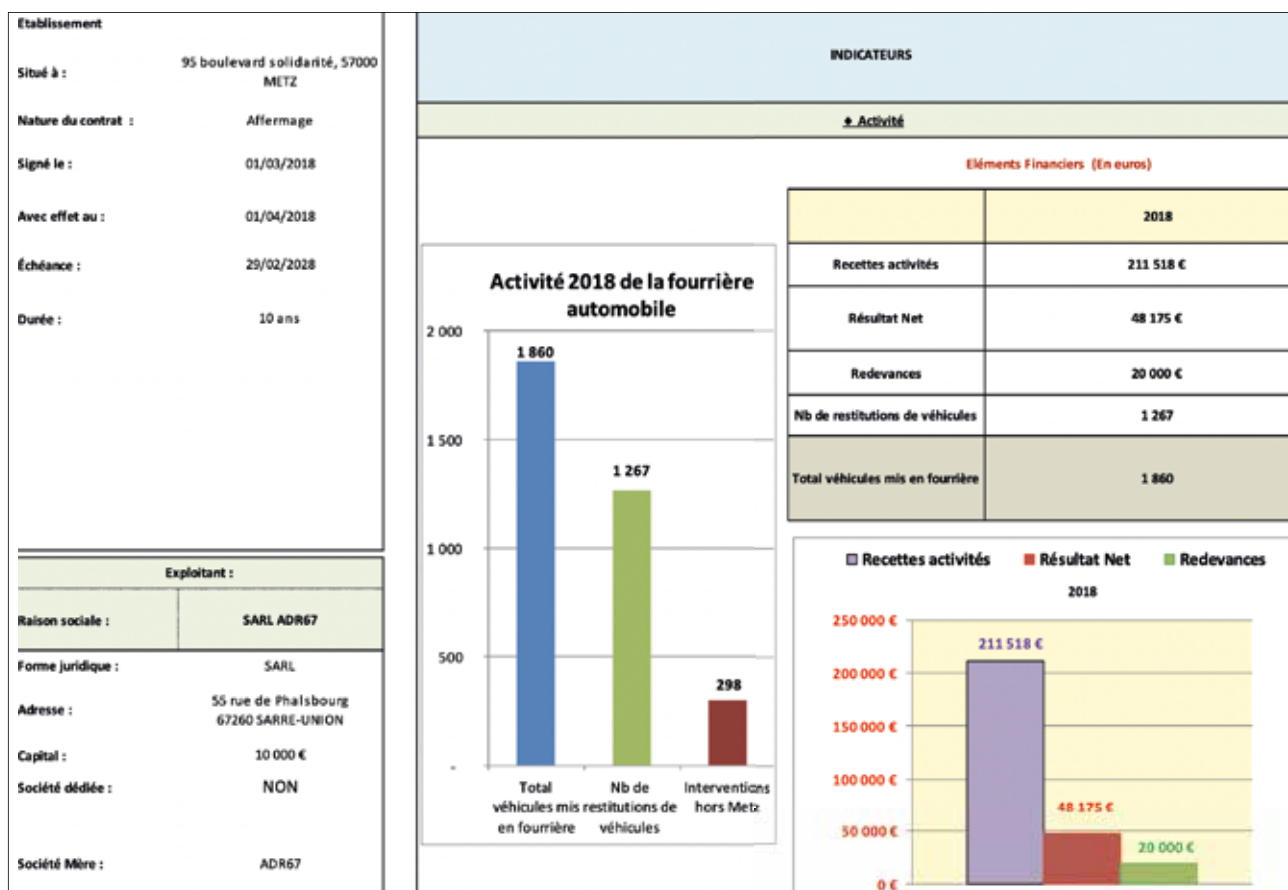 Etablissement
Situé à :
95 boulevard solidarité, 57000
METZ
Nature du contrat :
Affermage
Signé le :
01/03/2018
Avec effet au :
01/04/2018
Échéance :
29/02/2028
Durée :
10 ans
Exploitant :
Raison sociale :
SARL ADR67
Forme juridique :
SARL
Adresse :
55 rue de Phalsbourg
67260 SARRE-UNION
Capital :
10 000 €
Société dédiée :
NON
Société Mère :
ADR67
INDICATEURS
♦ Activité
Activité 2018 de la fourrière
automobile
2 000
1 500
1 000
500
-
1 860
1 267
298
Total
véhicules mis
en fourrière
Nb de
restitutions de
véhicules
Interventions
hors Metz
Eléments Financiers (En euros)
2018
Recettes activités
211 518 €
Résultat Net
48 175 €
Redevances
20 000 €
Nb de restitutions de véhicules
1 267
Total véhicules mis en fourrière
1 860
Recettes activités
Résultat Net
Redevances
2018
250 000 €
200 000 €
150 000 €
100 000 €
50 000 €
0 €
211 518 €
48 175 €
20 000 €